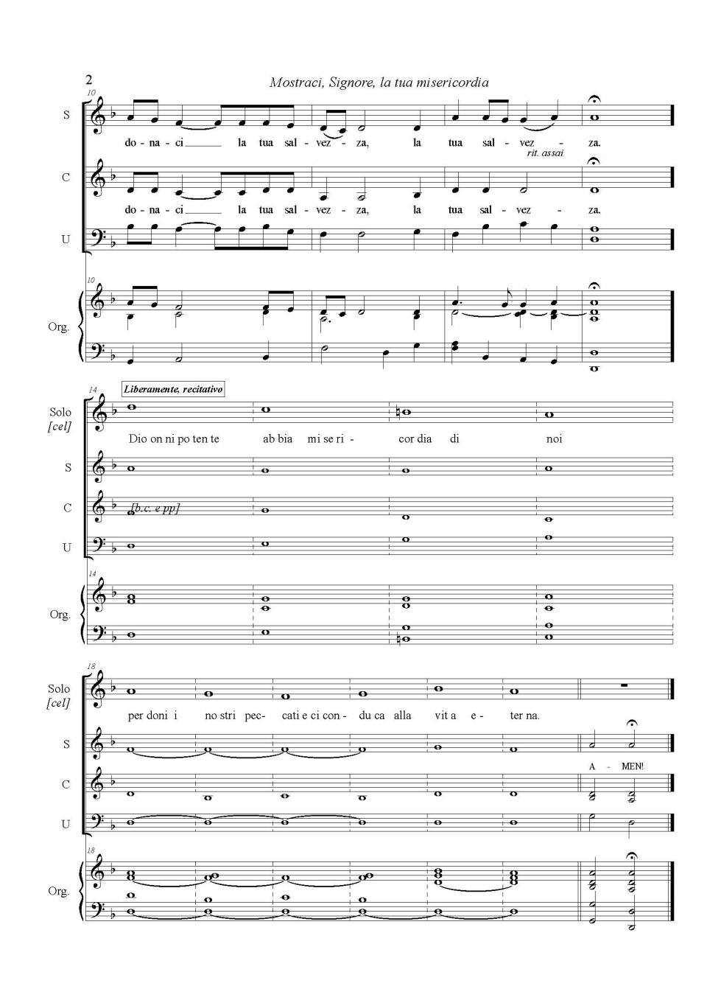 2
Mostraci, Signore, la tua misericordia
10
S
do - na - ci la tua sal - vez - za, la tua sal - vez - za.
rit. assai
C
do - na - ci la tua sal - vez - za, la tua sal - vez - za.
U
10
Org.
14
Liberamente, recitativo
Solo
[cel]
Dio on ni po ten te ab bia mi se ri - cor dia di noi
S
C
[b.c. e pp]
U
14
Org.
18
Solo
[cel]
per doni i no stri pec- cati e ci con- du ca alla vit a e - ter na.
S
A - MEN!
C
U
18
Org.